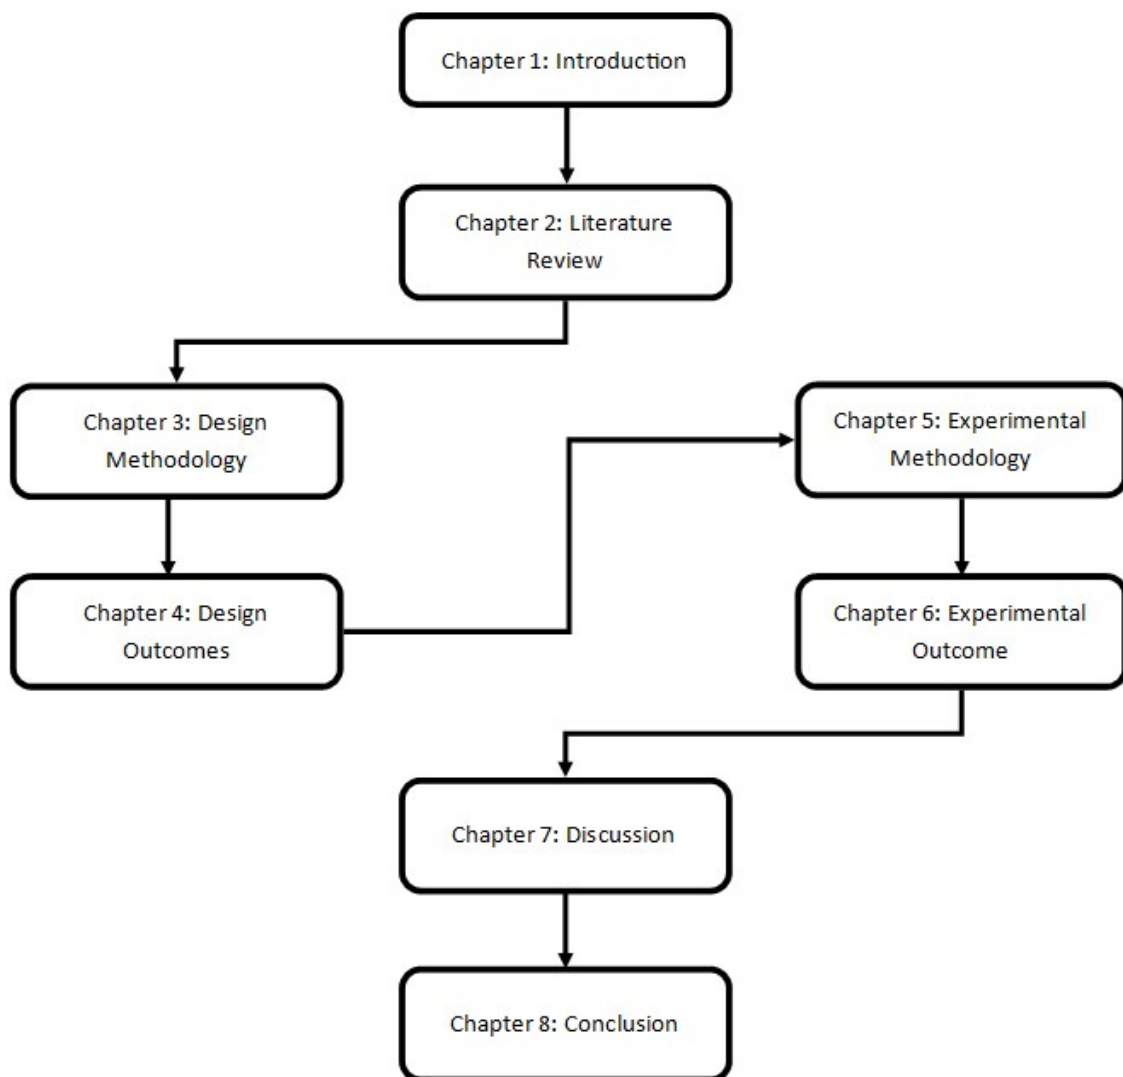 Chapter 1: Introduction
Chapter 2: Literature
Review
Chapter 3: Design
Methodology
Chapter 4: Design
Outcomes
Chapter 5: Experimental
Methodology
Chapter 6: Experimental
Outcome
Chapter 7: Discussion
Chapter 8: Conclusion